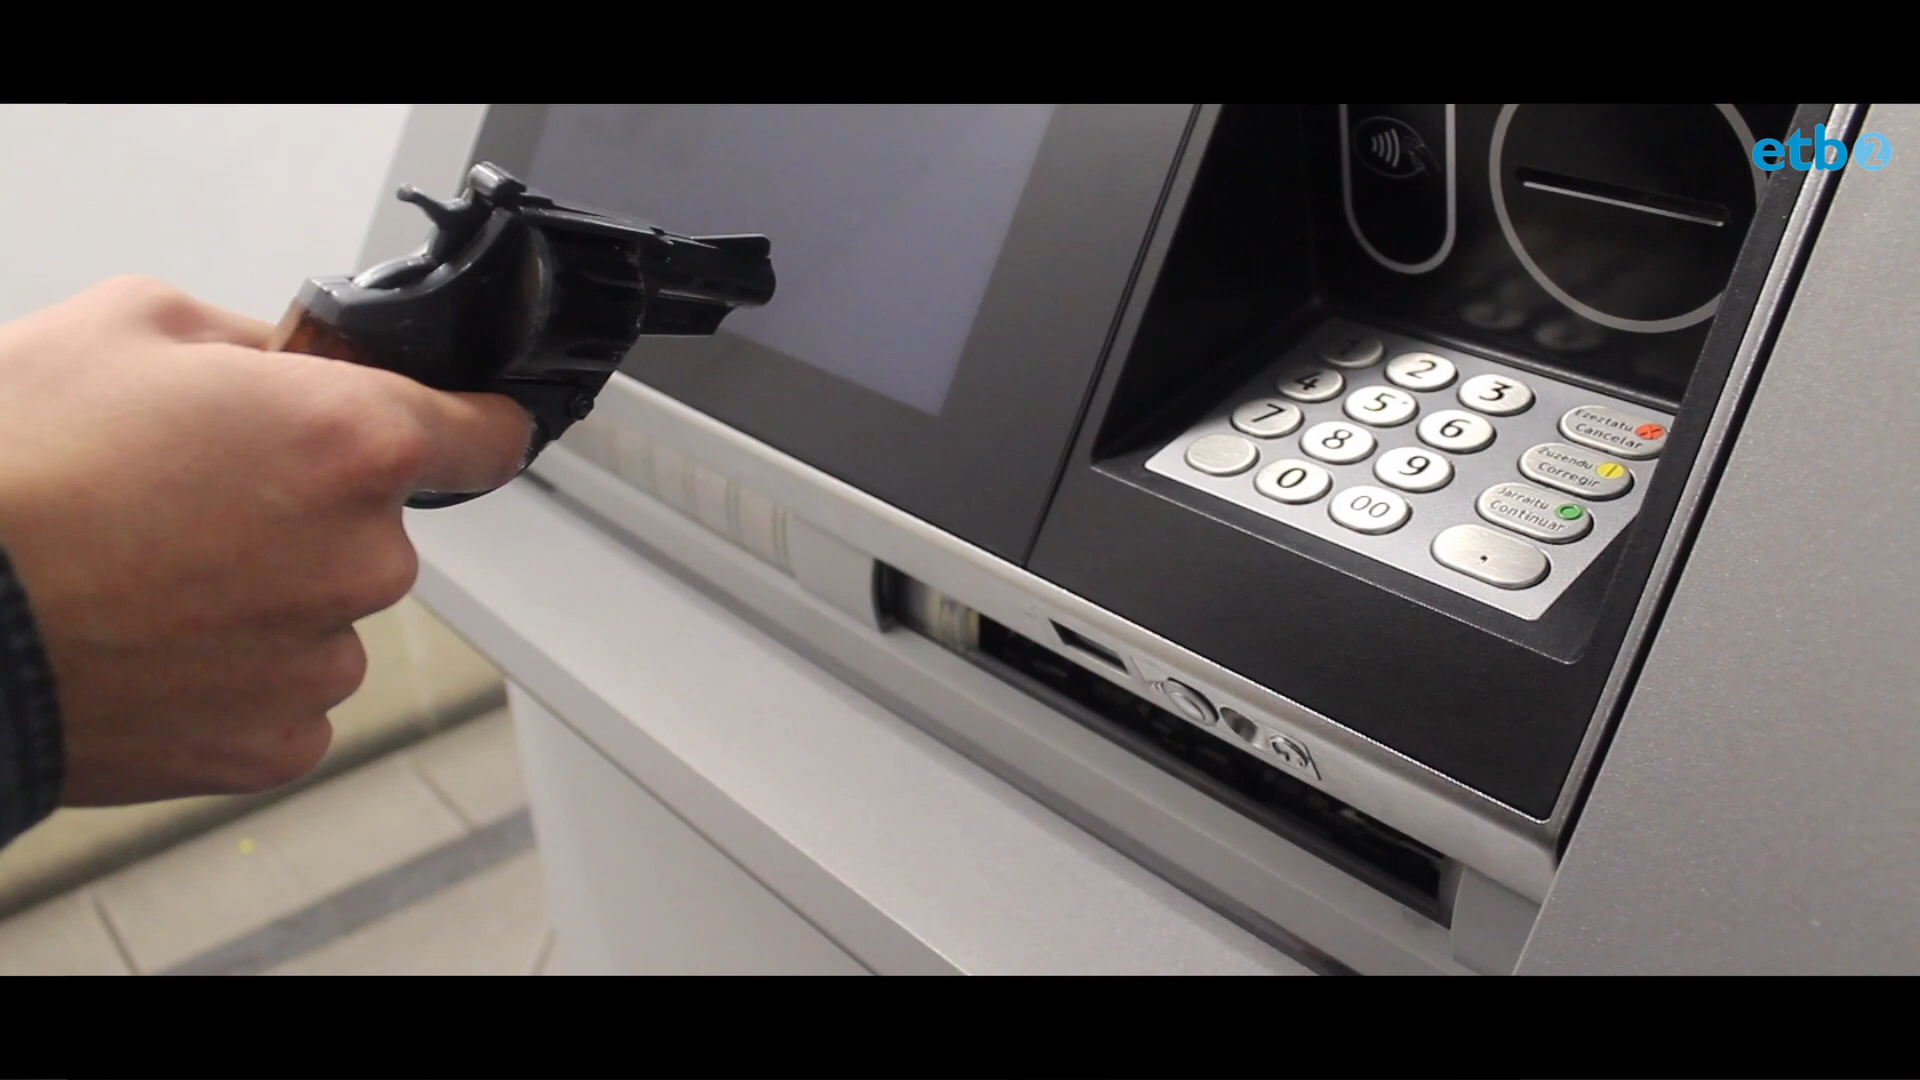 etb2
1 2 3
4 5 6
7 8 9
0 00
.
Ezeztatu
Cancelar
Zuzendu
Corregir
Jarraitu
Continuar